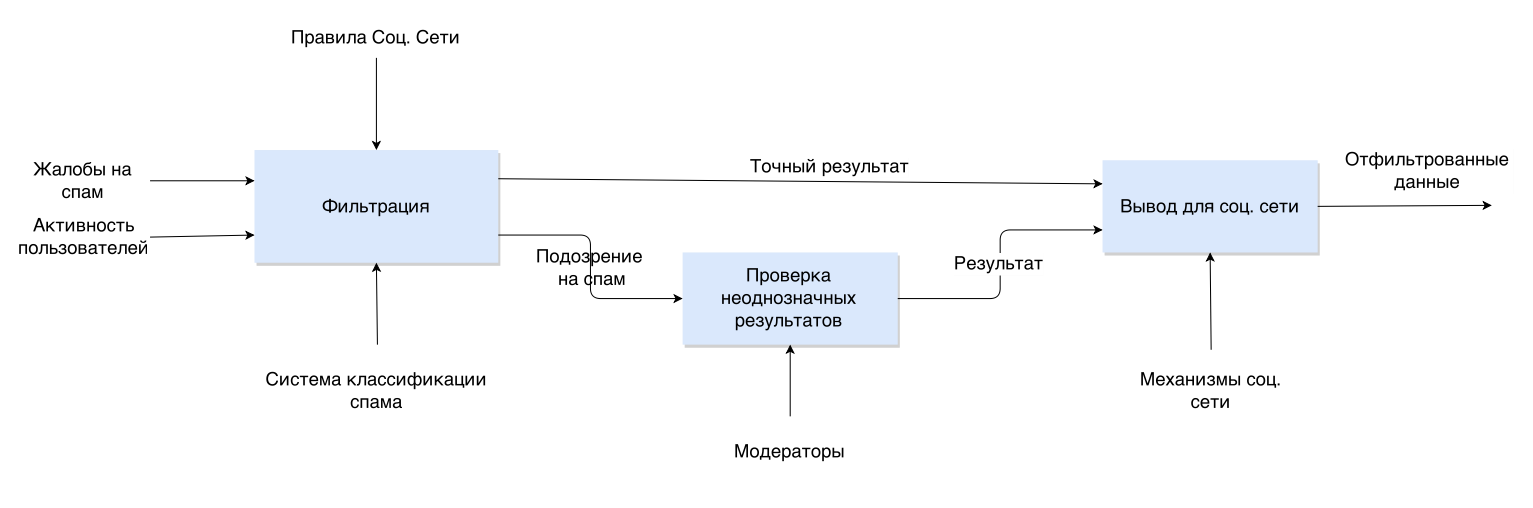 Правила Соц. Сети
Жалобы на
спам
Активность
пользователей
Фильтрация
Точный результат
Подозрение
на спам
Проверка
неоднозначных
результатов
Результат
Вывод для соц. сети
Отфильтрованные
данные
Система классификации
спама
Модераторы
Механизмы соц.
сети